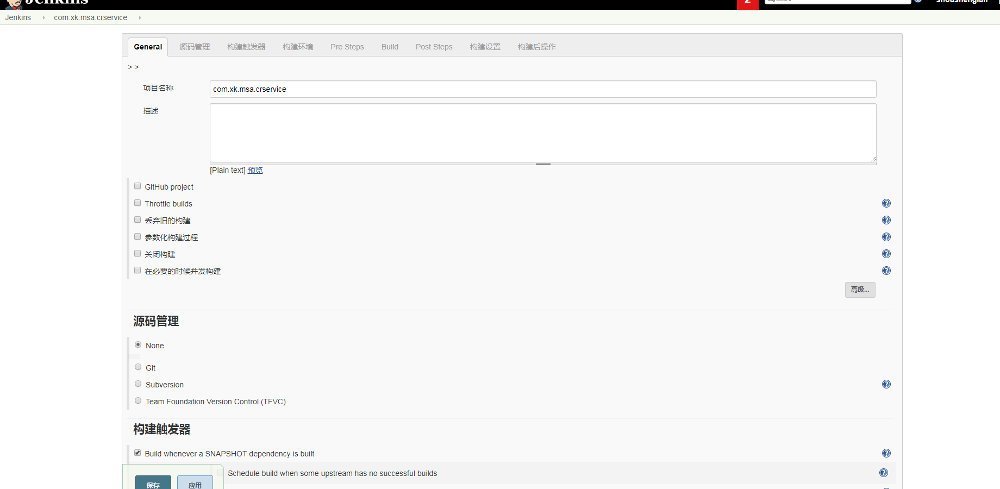 Jenkins
2
shoushenglan
Jenkins com.xk.msa.crservice
General 源码管理 构建触发器 构建环境 Pre Steps Build Post Steps 构建设置 构建后操作
> >
项目名称 com.xk.msa.crservice
描述
[Plain text] 预览
GitHub project
Throttle builds
丢弃旧的构建
参数化构建过程
关闭构建
在必要的时候并发构建
高级...
源码管理
None
Git
Subversion
Team Foundation Version Control (TFVC)
构建触发器
Build whenever a SNAPSHOT dependency is built
Schedule build when some upstream has no successful builds
保存 应用